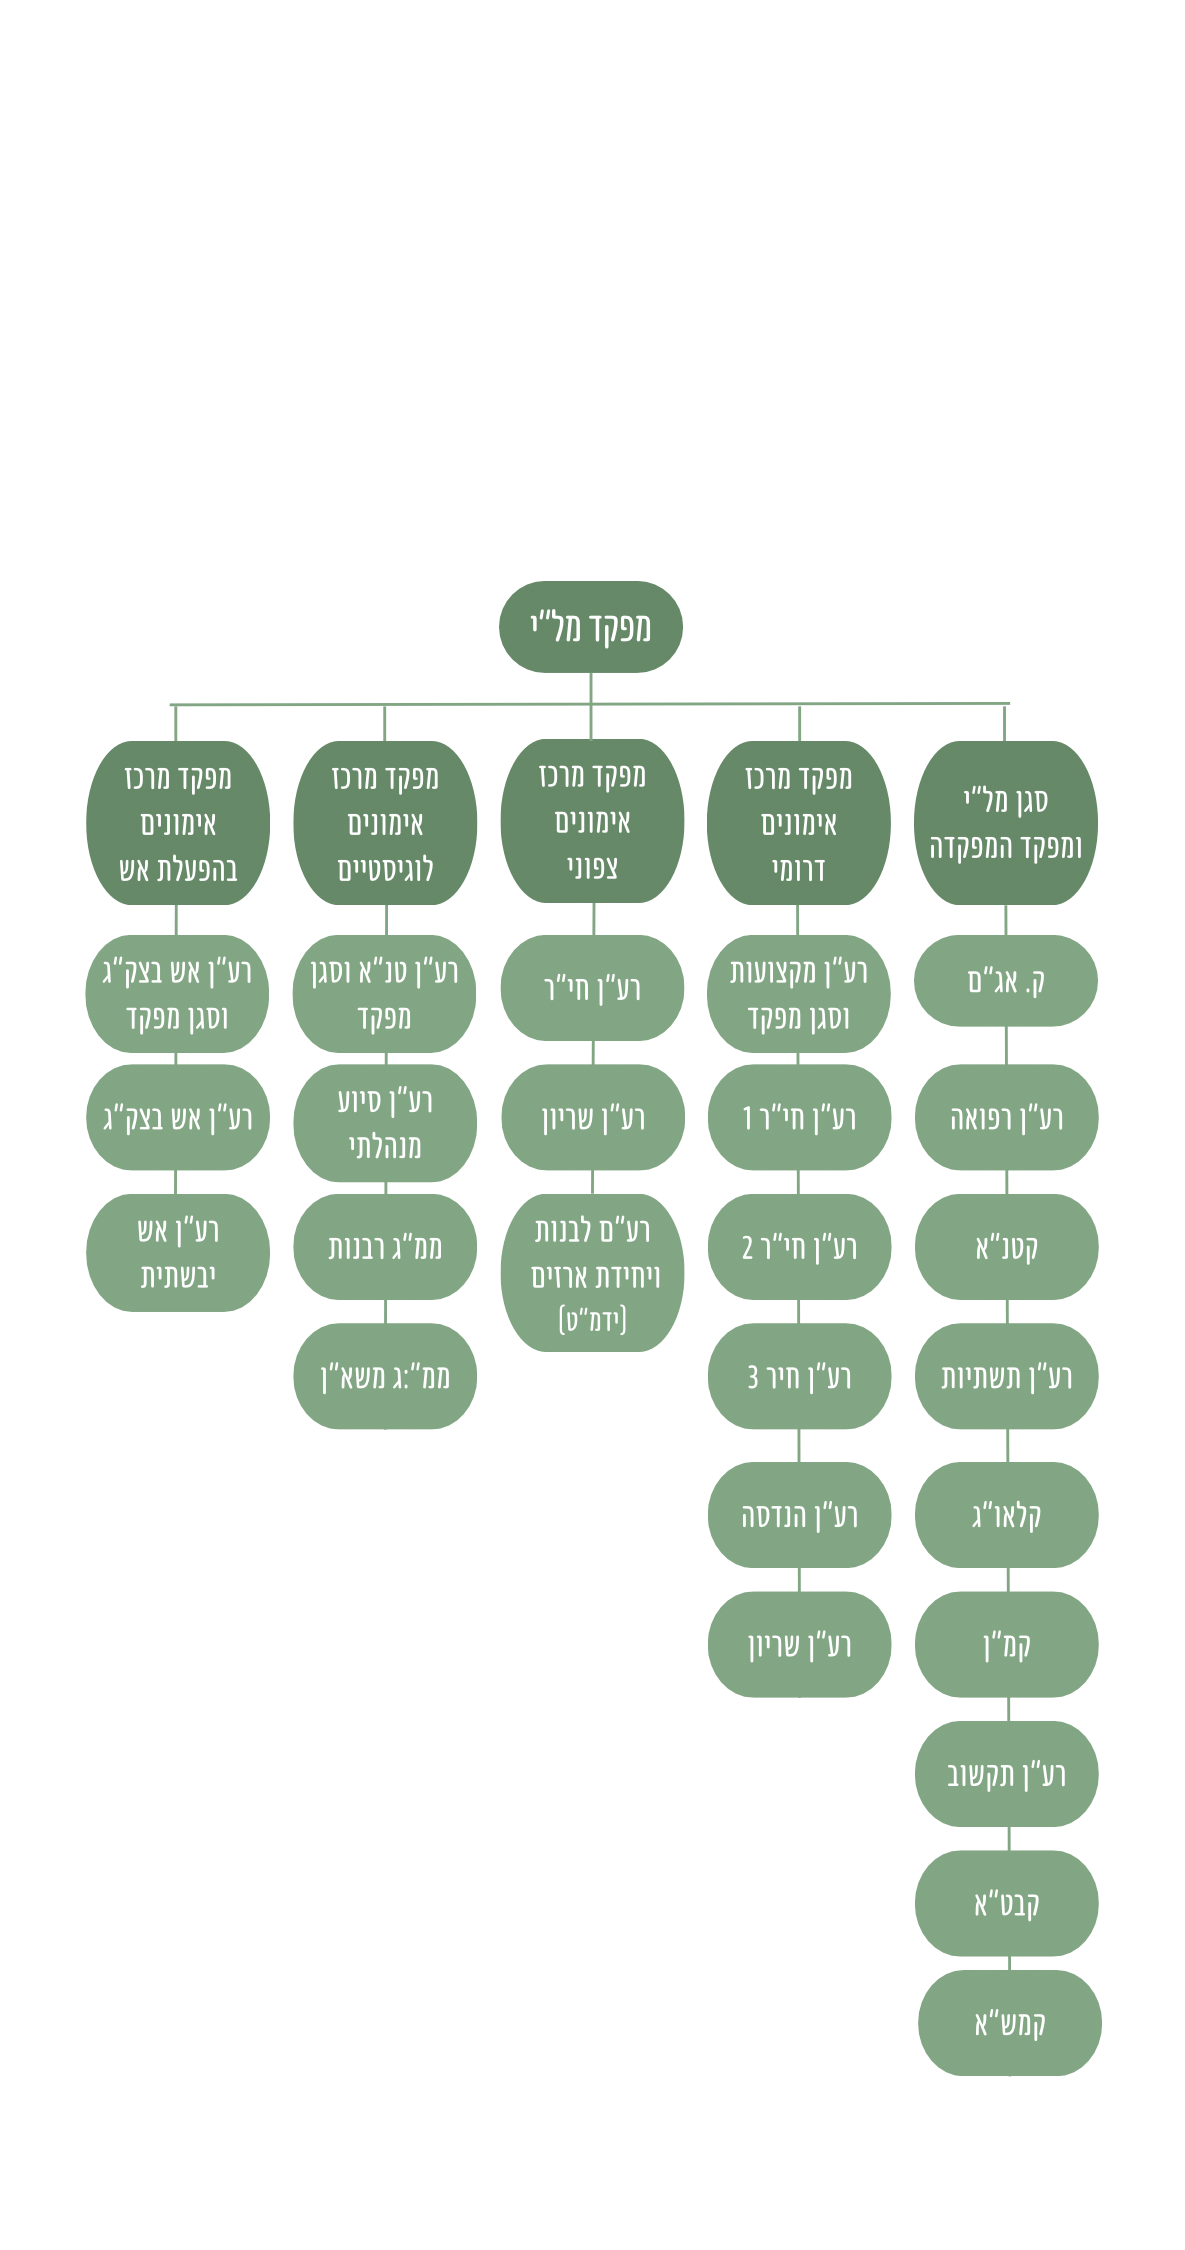 מפקד מל"י
סגן מל"י
ומפקד המפקדה
ק. אג"ם
רע"ן רפואה
קטנ"א
רע"ן תשתיות
קלאו"ג
קמ"ן
רע"ן תקשוב
קבט"א
קמש"א
מפקד מרכז
אימונים
דרומי
רע"ן מקצועות
וסגן מפקד
רע"ן חי"ר 1
רע"ן חי"ר 2
רע"ן חיר 3
רע"ן הנדסה
רע"ן שריון
מפקד מרכז
אימונים
צפוני
רע"ן חי"ר
רע"ן שריון
רע"ם לבנות
ויחידת ארזים
(ידמ"ט)
מפקד מרכז
אימונים
לוגיסטיים
רע"ן טנ"א וסגן
מפקד
רע"ן סיוע
מנהלתי
ממ"ג רבנות
ממ":ג משא"ן
מפקד מרכז
אימונים
בהפעלת אש
רע"ן אש בצק"ג
וסגן מפקד
רע"ן אש בצק"ג
רע"ן אש
יבשתית